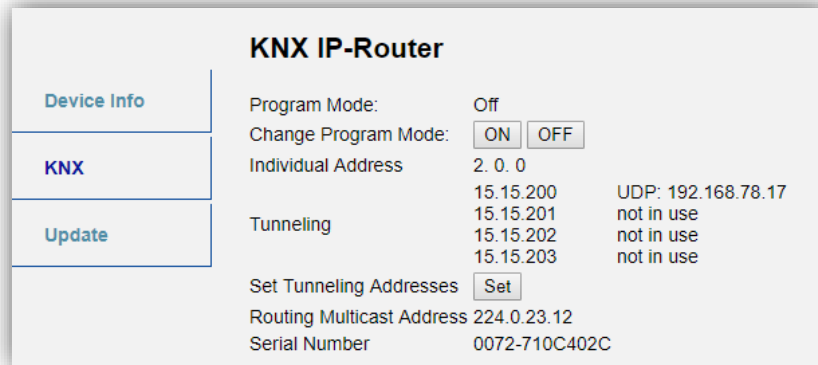 KNX IP-Router
Device Info
KNX
Update
Program Mode: Off
Change Program Mode: ON OFF
Individual Address 2. 0. 0
Tunneling
15.15.200 UDP: 192.168.78.17
15.15.201 not in use
15.15.202 not in use
15.15.203 not in use
Set Tunneling Addresses Set
Routing Multicast Address 224.0.23.12
Serial Number 0072-710C402C